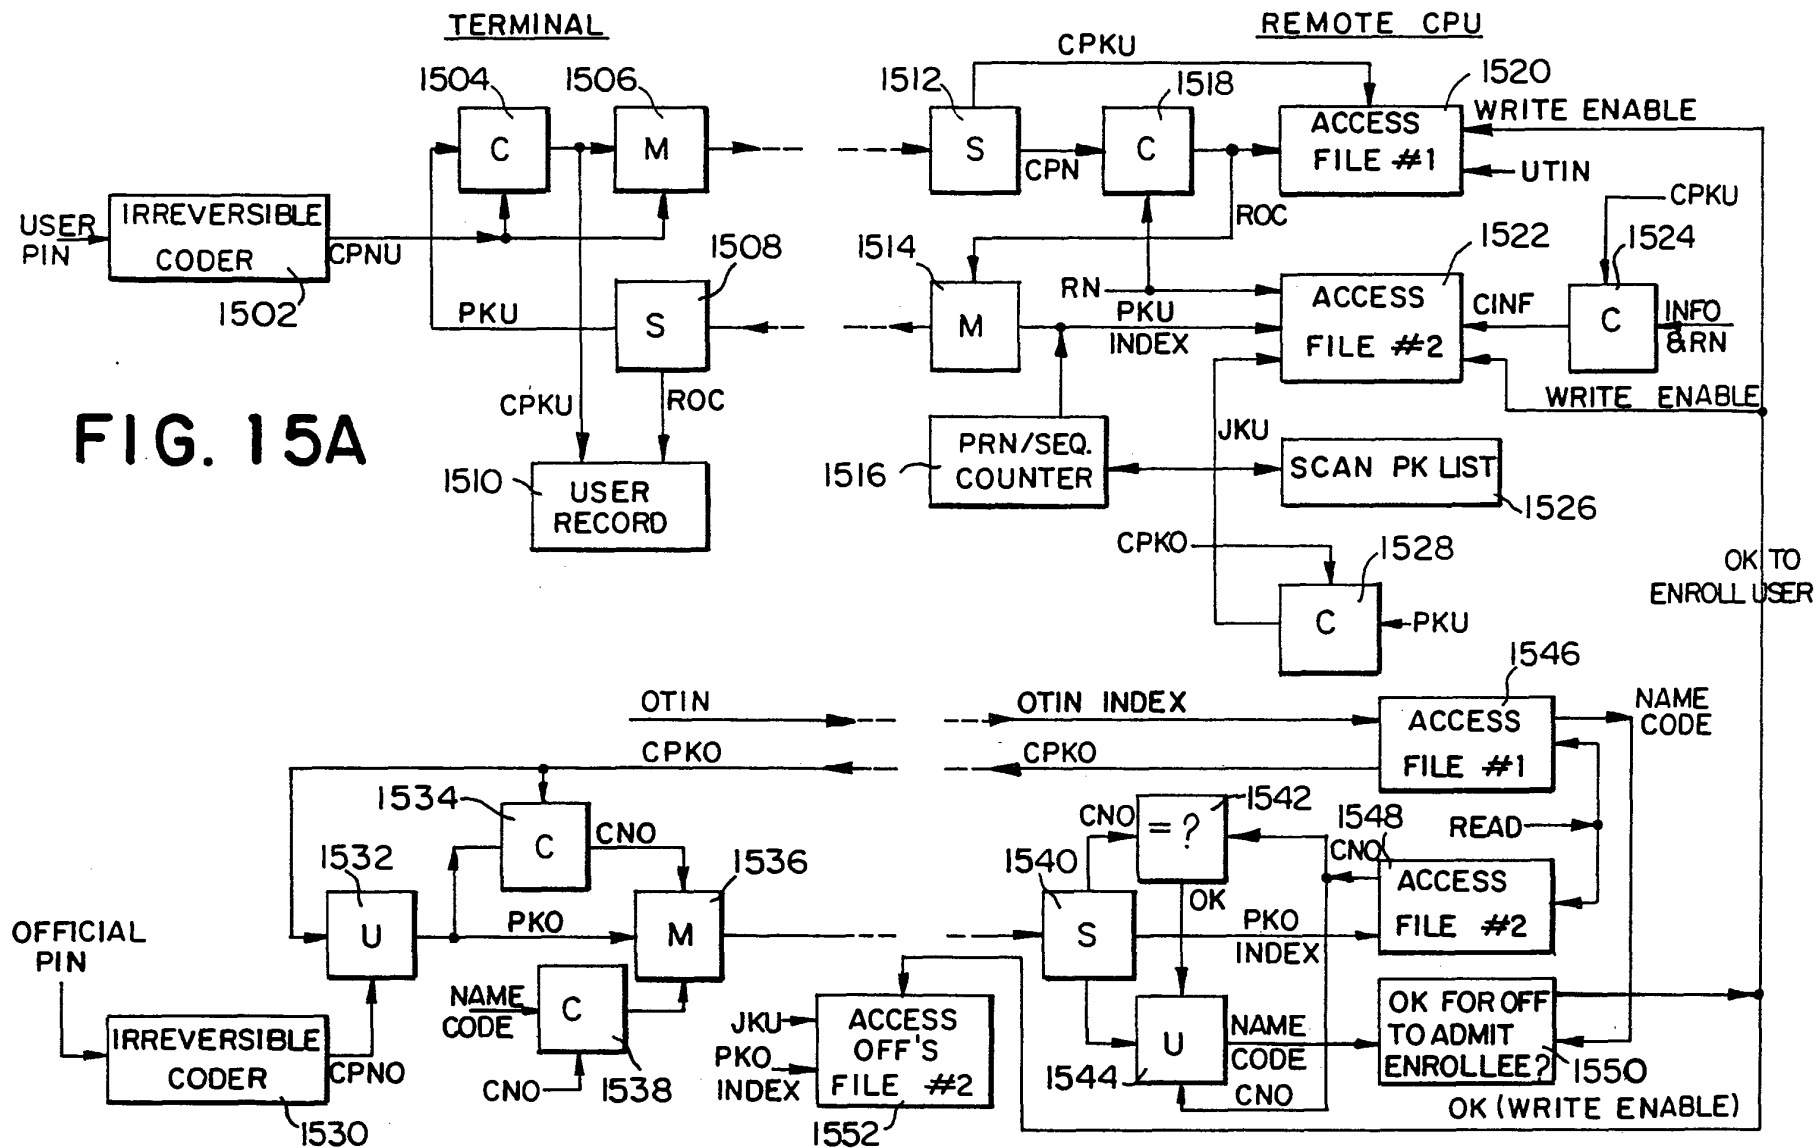 TERMINAL
REMOTE CPU
CPKU
1504
1506
1512
1518
1520
WRITE ENABLE
C
M
S
CPN
C
ACCESS
FILE #1
UTIN
USER
PIN
IRREVERSIBLE
CODER
CPNU
1502
ROC
CPKU
1508
1514
1522
1524
PKU
S
M
RN
PKU
INDEX
ACCESS
FILE #2
CINF
C
INFO
&RN
WRITE ENABLE
CPKU
ROC
FIG. 15A
1510
USER
RECORD
1516
PRN/SEQ.
COUNTER
JKU
SCAN PK LIST
1526
CPKO
1528
C
PKU
OK TO
ENROLL USER
1546
OTIN
OTIN INDEX
ACCESS
FILE #1
NAME
CODE
CPKO
CPKO
1534
C
CNO
1542
CNO
= ?
READ
1548
CNO
1532
U
PKO
1536
M
1540
S
OK
PKO
INDEX
ACCESS
FILE #2
OFFICIAL
PIN
NAME
CODE
C
1538
CNO
IRREVERSIBLE
CODER
CPNO
1530
JKU
PKO
INDEX
ACCESS
OFF'S
FILE #2
1552
U
1544
NAME
CODE
CNO
OK FOR OFF
TO ADMIT
ENROLLEE?
1550
OK (WRITE ENABLE)